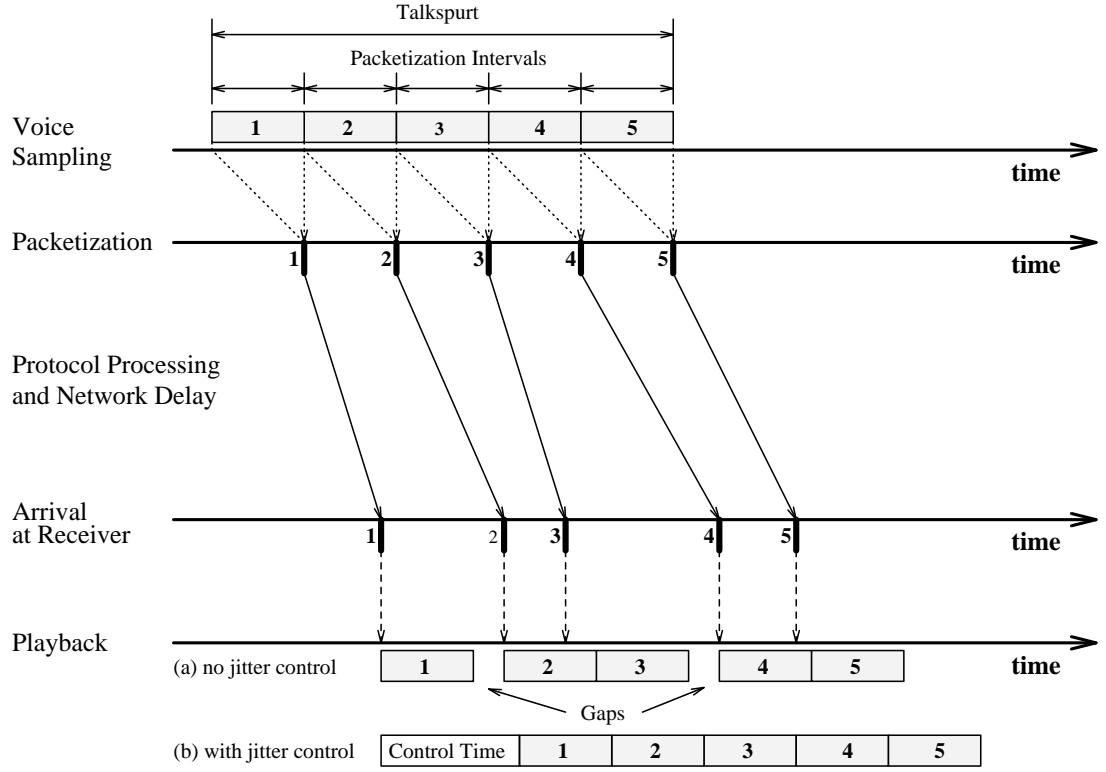 Talkspurt
Packetization Intervals
Voice
Sampling
1 2 3 4 5
time
Packetization
1 2 3 4 5
time
Protocol Processing
and Network Delay
Arrival
at Receiver
1 2 3 4 5
time
Playback
time
(a) no jitter control
1 2 3 4 5
Gaps
(b) with jitter control
Control Time 1 2 3 4 5